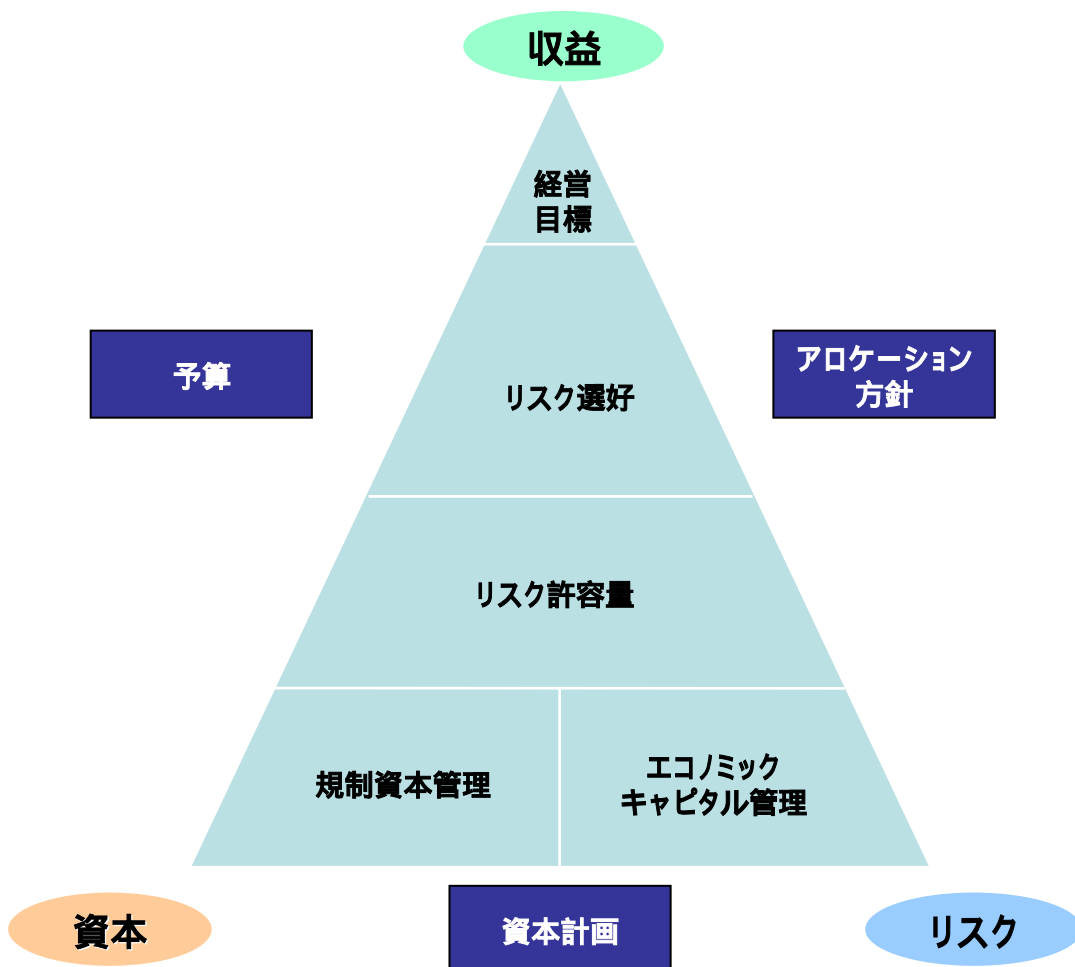 収益
経営
目標
予算
アロケーション
方針
リスク選好
リスク許容量
規制資本管理
エコノミック
キャピタル管理
資本
資本計画
リスク